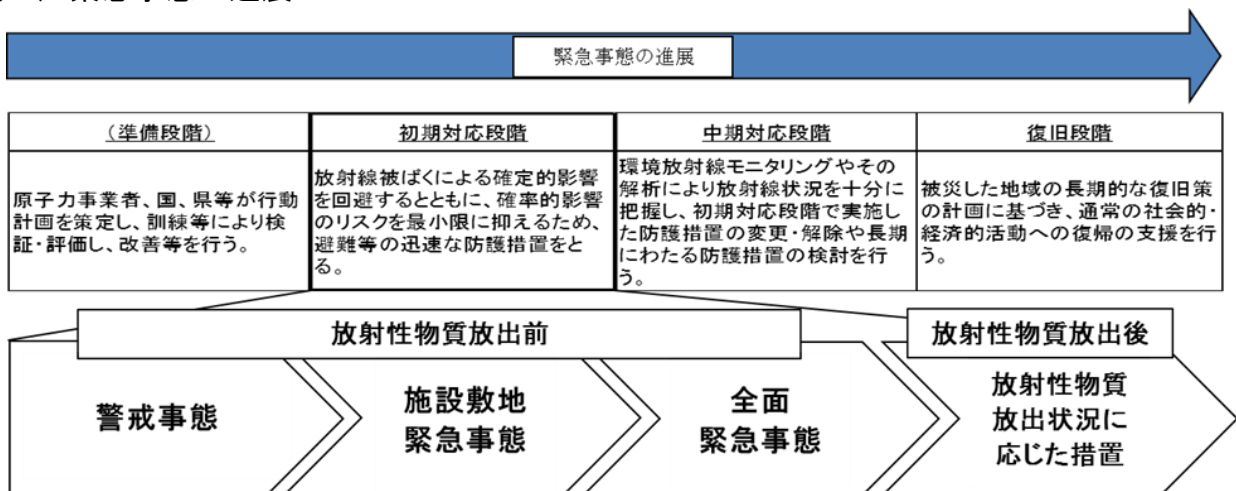 緊急事態の進展
（準備段階）
原子力事業者、国、県等が行動
計画を策定し、訓練等により検
証・評価し、改善等を行う。
初期対応段階
放射線被ばくによる確定的影響
を回避するとともに、確率的影響
のリスクを最小限に抑えるため、
避難等の迅速な防護措置をと
る。
中期対応段階
環境放射線モニタリングやその
解析により放射線状況を十分に
把握し、初期対応段階で実施し
た防護措置の変更・解除や長期
にわたる防護措置の検討を行
う。
復旧段階
被災した地域の長期的な復旧策
の計画に基づき、通常の社会的・
経済的活動への復帰の支援を行
う。
放射性物質放出前
放射性物質放出後
警戒事態
施設敷地
緊急事態
全面
緊急事態
放射性物質
放出状況に
応じた措置